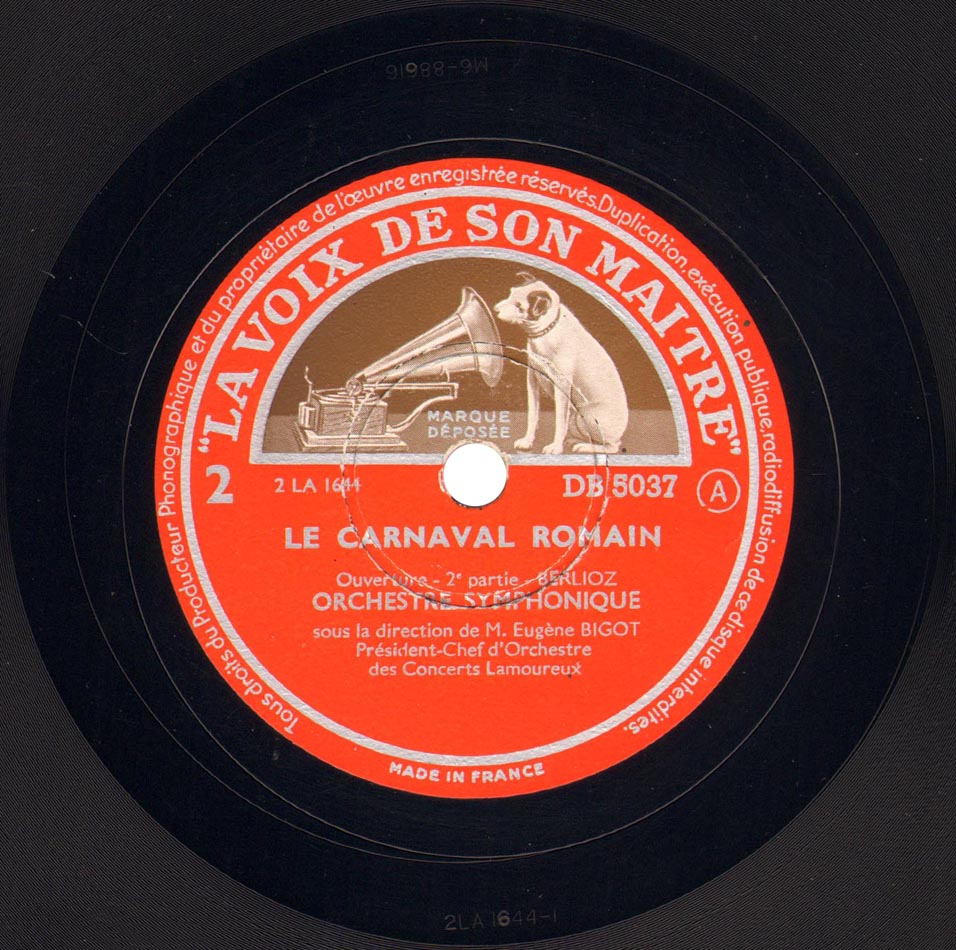 M6-88616
Tous droits du Producteur Phonographique et du propriétaire de l'œuvre enregistrée réservés. Duplication, exécution publique, radiodiffusion de ce disque interdites.
"LA VOIX DE SON MAITRE"
MARQUE
DÉPOSÉE
2
2 LA 1644
DB 5037
A
LE CARNAVAL ROMAIN
Ouverture - 2e partie - BERLIOZ
ORCHESTRE SYMPHONIQUE
sous la direction de M. Eugène BIGOT
Président-Chef d'Orchestre
des Concerts Lamoureux
MADE IN FRANCE
2LA1644-1